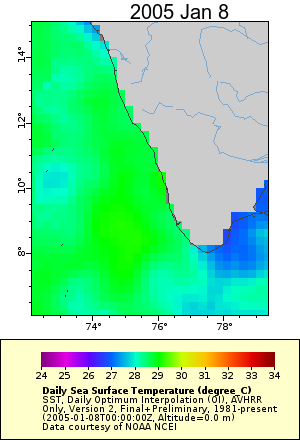 2005 Jan 8
14°
12°
10°
8°
74°
76°
78°
24 25 26 27 28 29 30 31 32 33 34
Daily Sea Surface Temperature (degree_C)
SST, Daily Optimum Interpolation (OI), AVHRR
Only, Version 2, Final+Preliminary, 1981-present
(2005-01-08T00:00:00Z, Altitude=0.0 m)
Data courtesy of NOAA NCEI